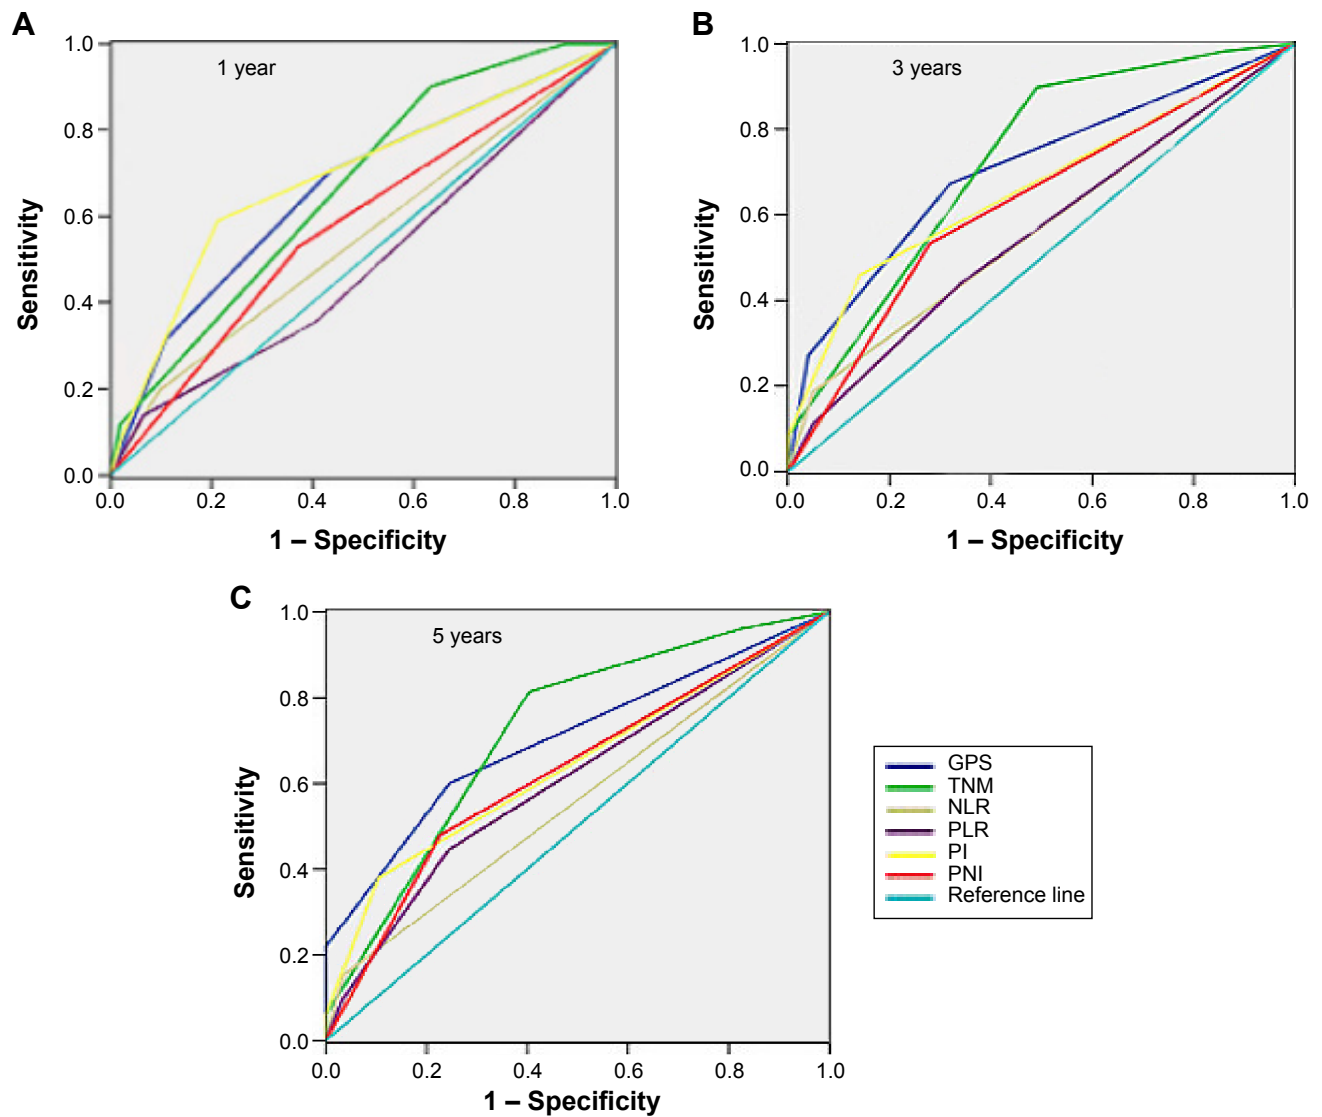 A
1 year
1.0
0.8
0.6
0.4
0.2
0.0
Sensitivity
0.0 0.2 0.4 0.6 0.8 1.0
1 – Specificity
B
3 years
1.0
0.8
0.6
0.4
0.2
0.0
Sensitivity
0.0 0.2 0.4 0.6 0.8 1.0
1 – Specificity
C
5 years
1.0
0.8
0.6
0.4
0.2
0.0
Sensitivity
0.0 0.2 0.4 0.6 0.8 1.0
1 – Specificity
GPS
TNM
NLR
PLR
PI
PNI
Reference line